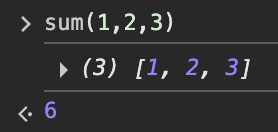 > sum(1,2,3)
▸ (3) [1, 2, 3]
<· 6